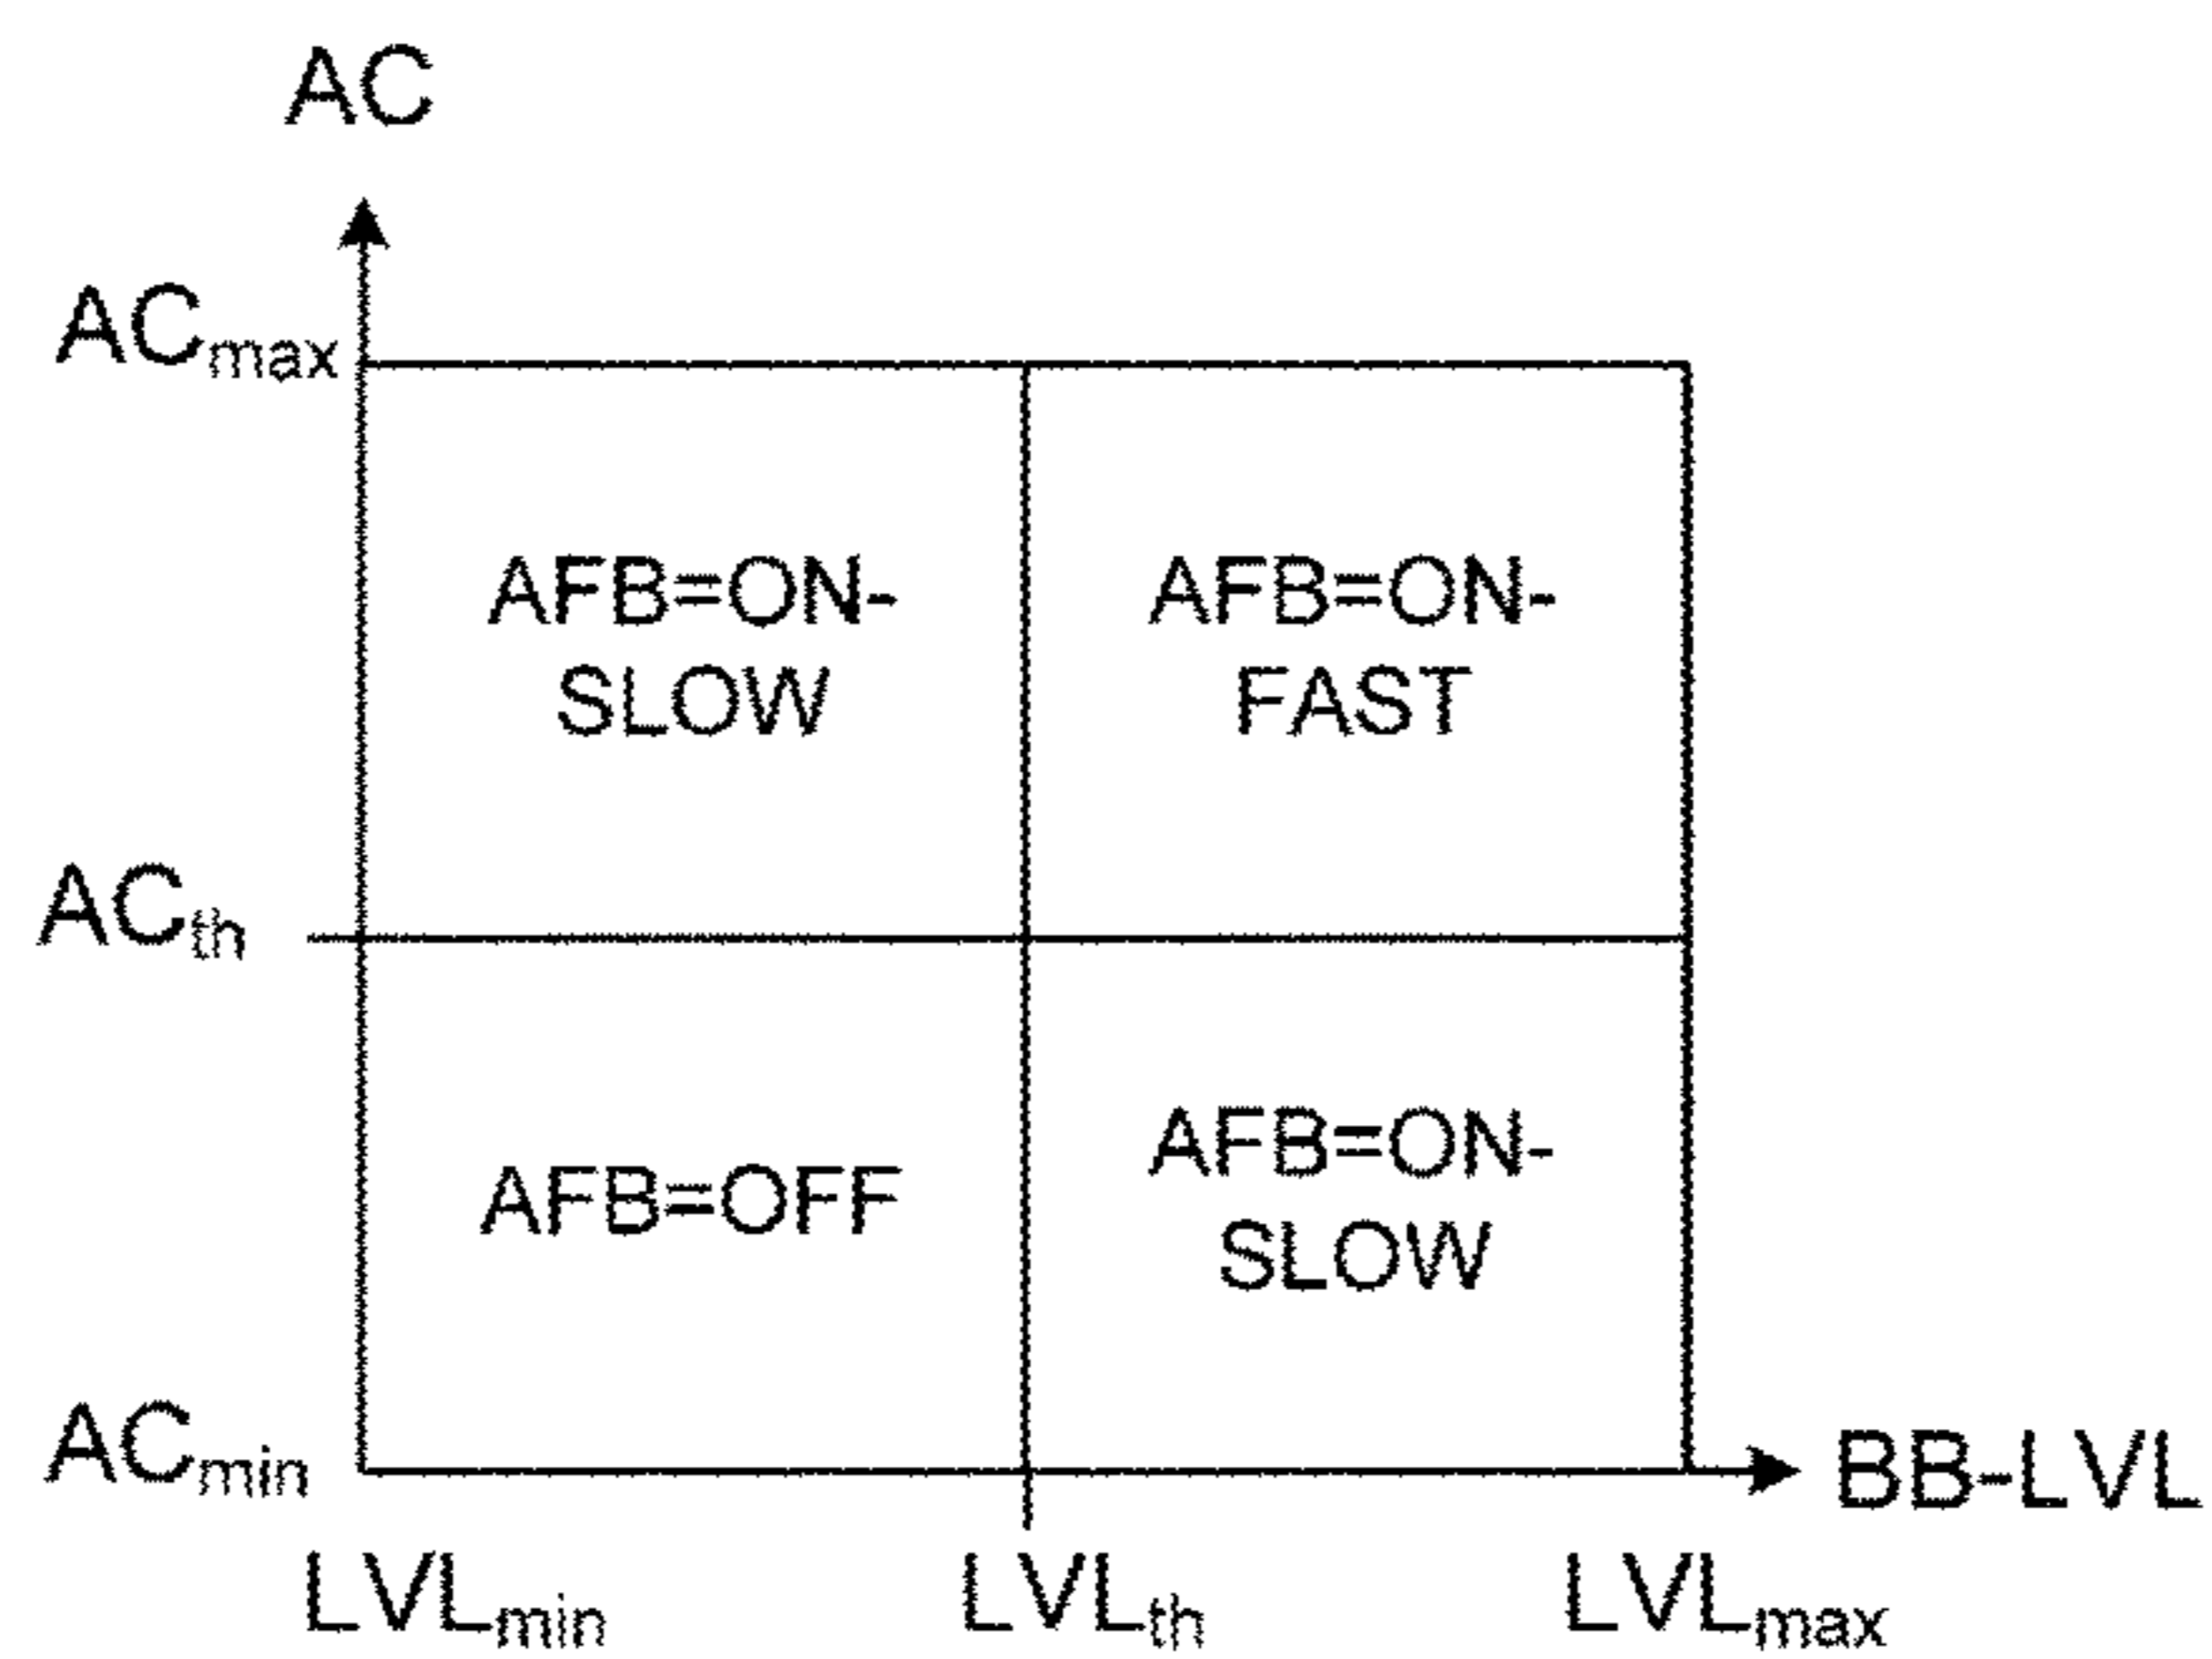 AC
ACmax
AFB=ON-
SLOW
AFB=ON-
FAST
ACth
AFB=OFF
AFB=ON-
SLOW
ACmin
BB-LVL
LVLmin
LVLth
LVLmax